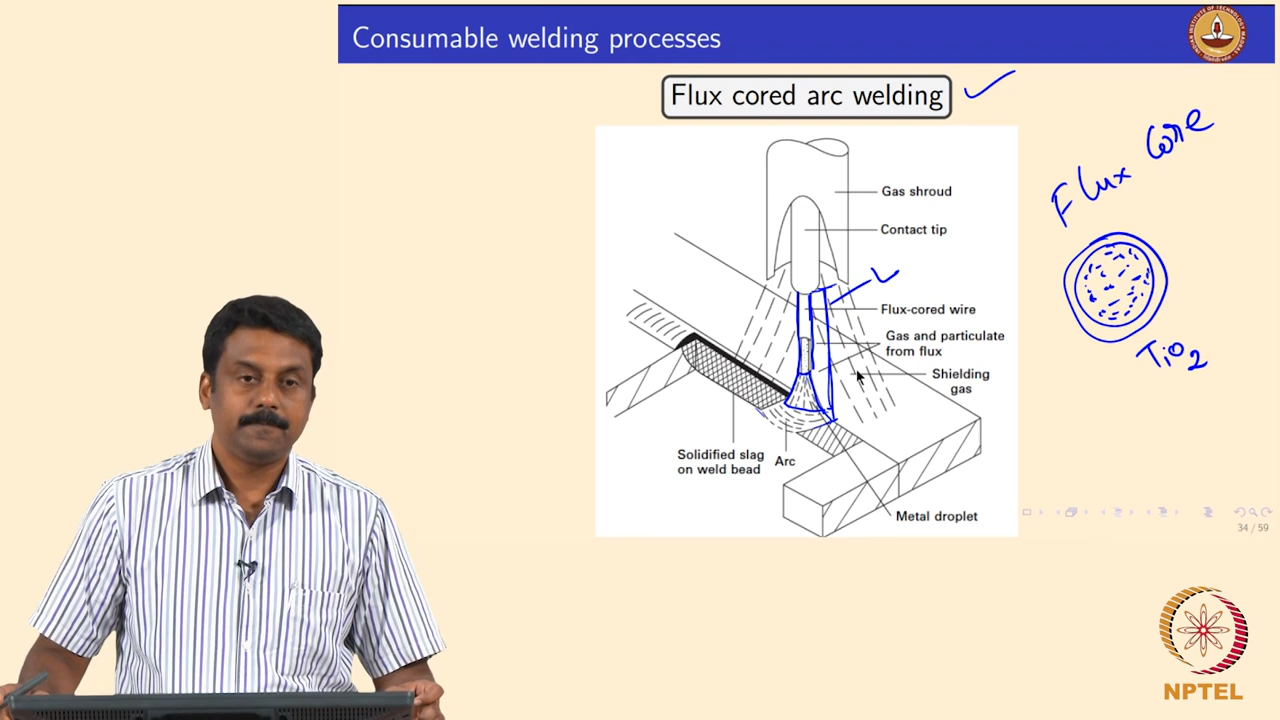 Consumable welding processes
Flux cored arc welding
Flux Core
Gas shroud
Contact tip
Flux-cored wire
Gas and particulate
from flux
Shielding
gas
TiO2
Solidified slag
on weld bead
Arc
Metal droplet
34 / 59
NPTEL